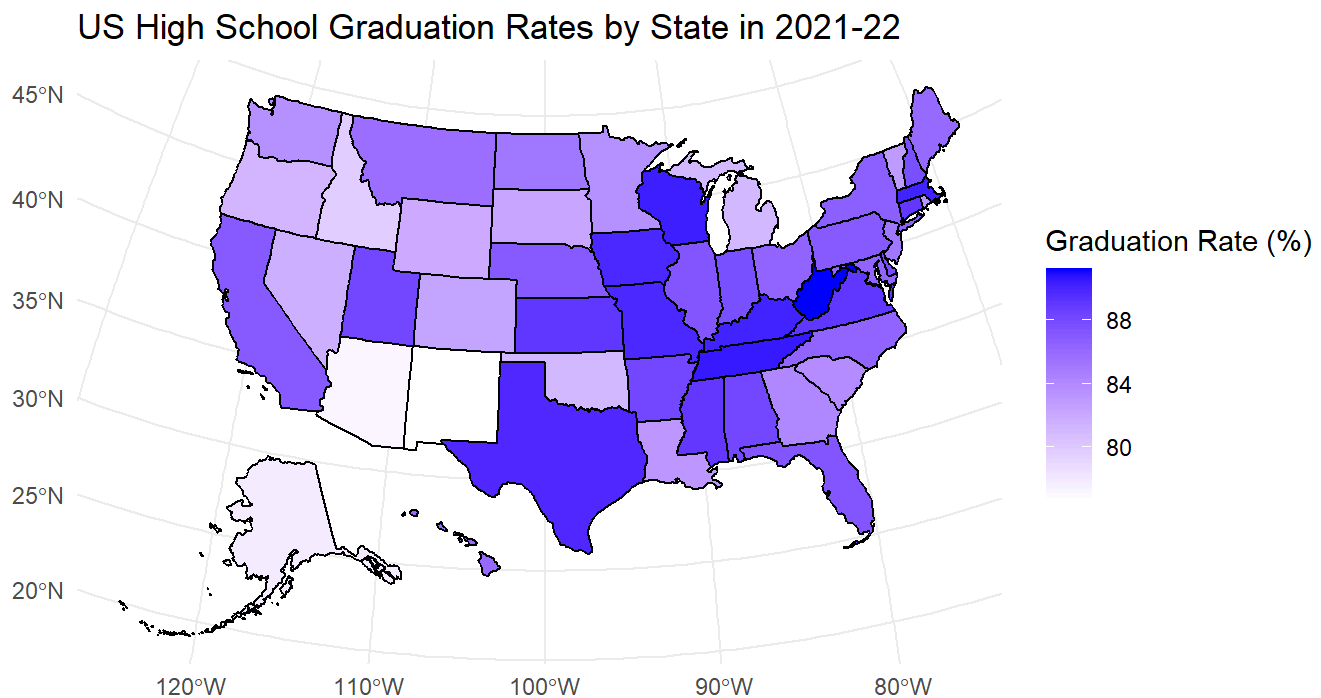 US High School Graduation Rates by State in 2021-22
45°N
40°N
35°N
30°N
25°N
20°N
120°W
110°W
100°W
90°W
80°W
Graduation Rate (%)
88
84
80